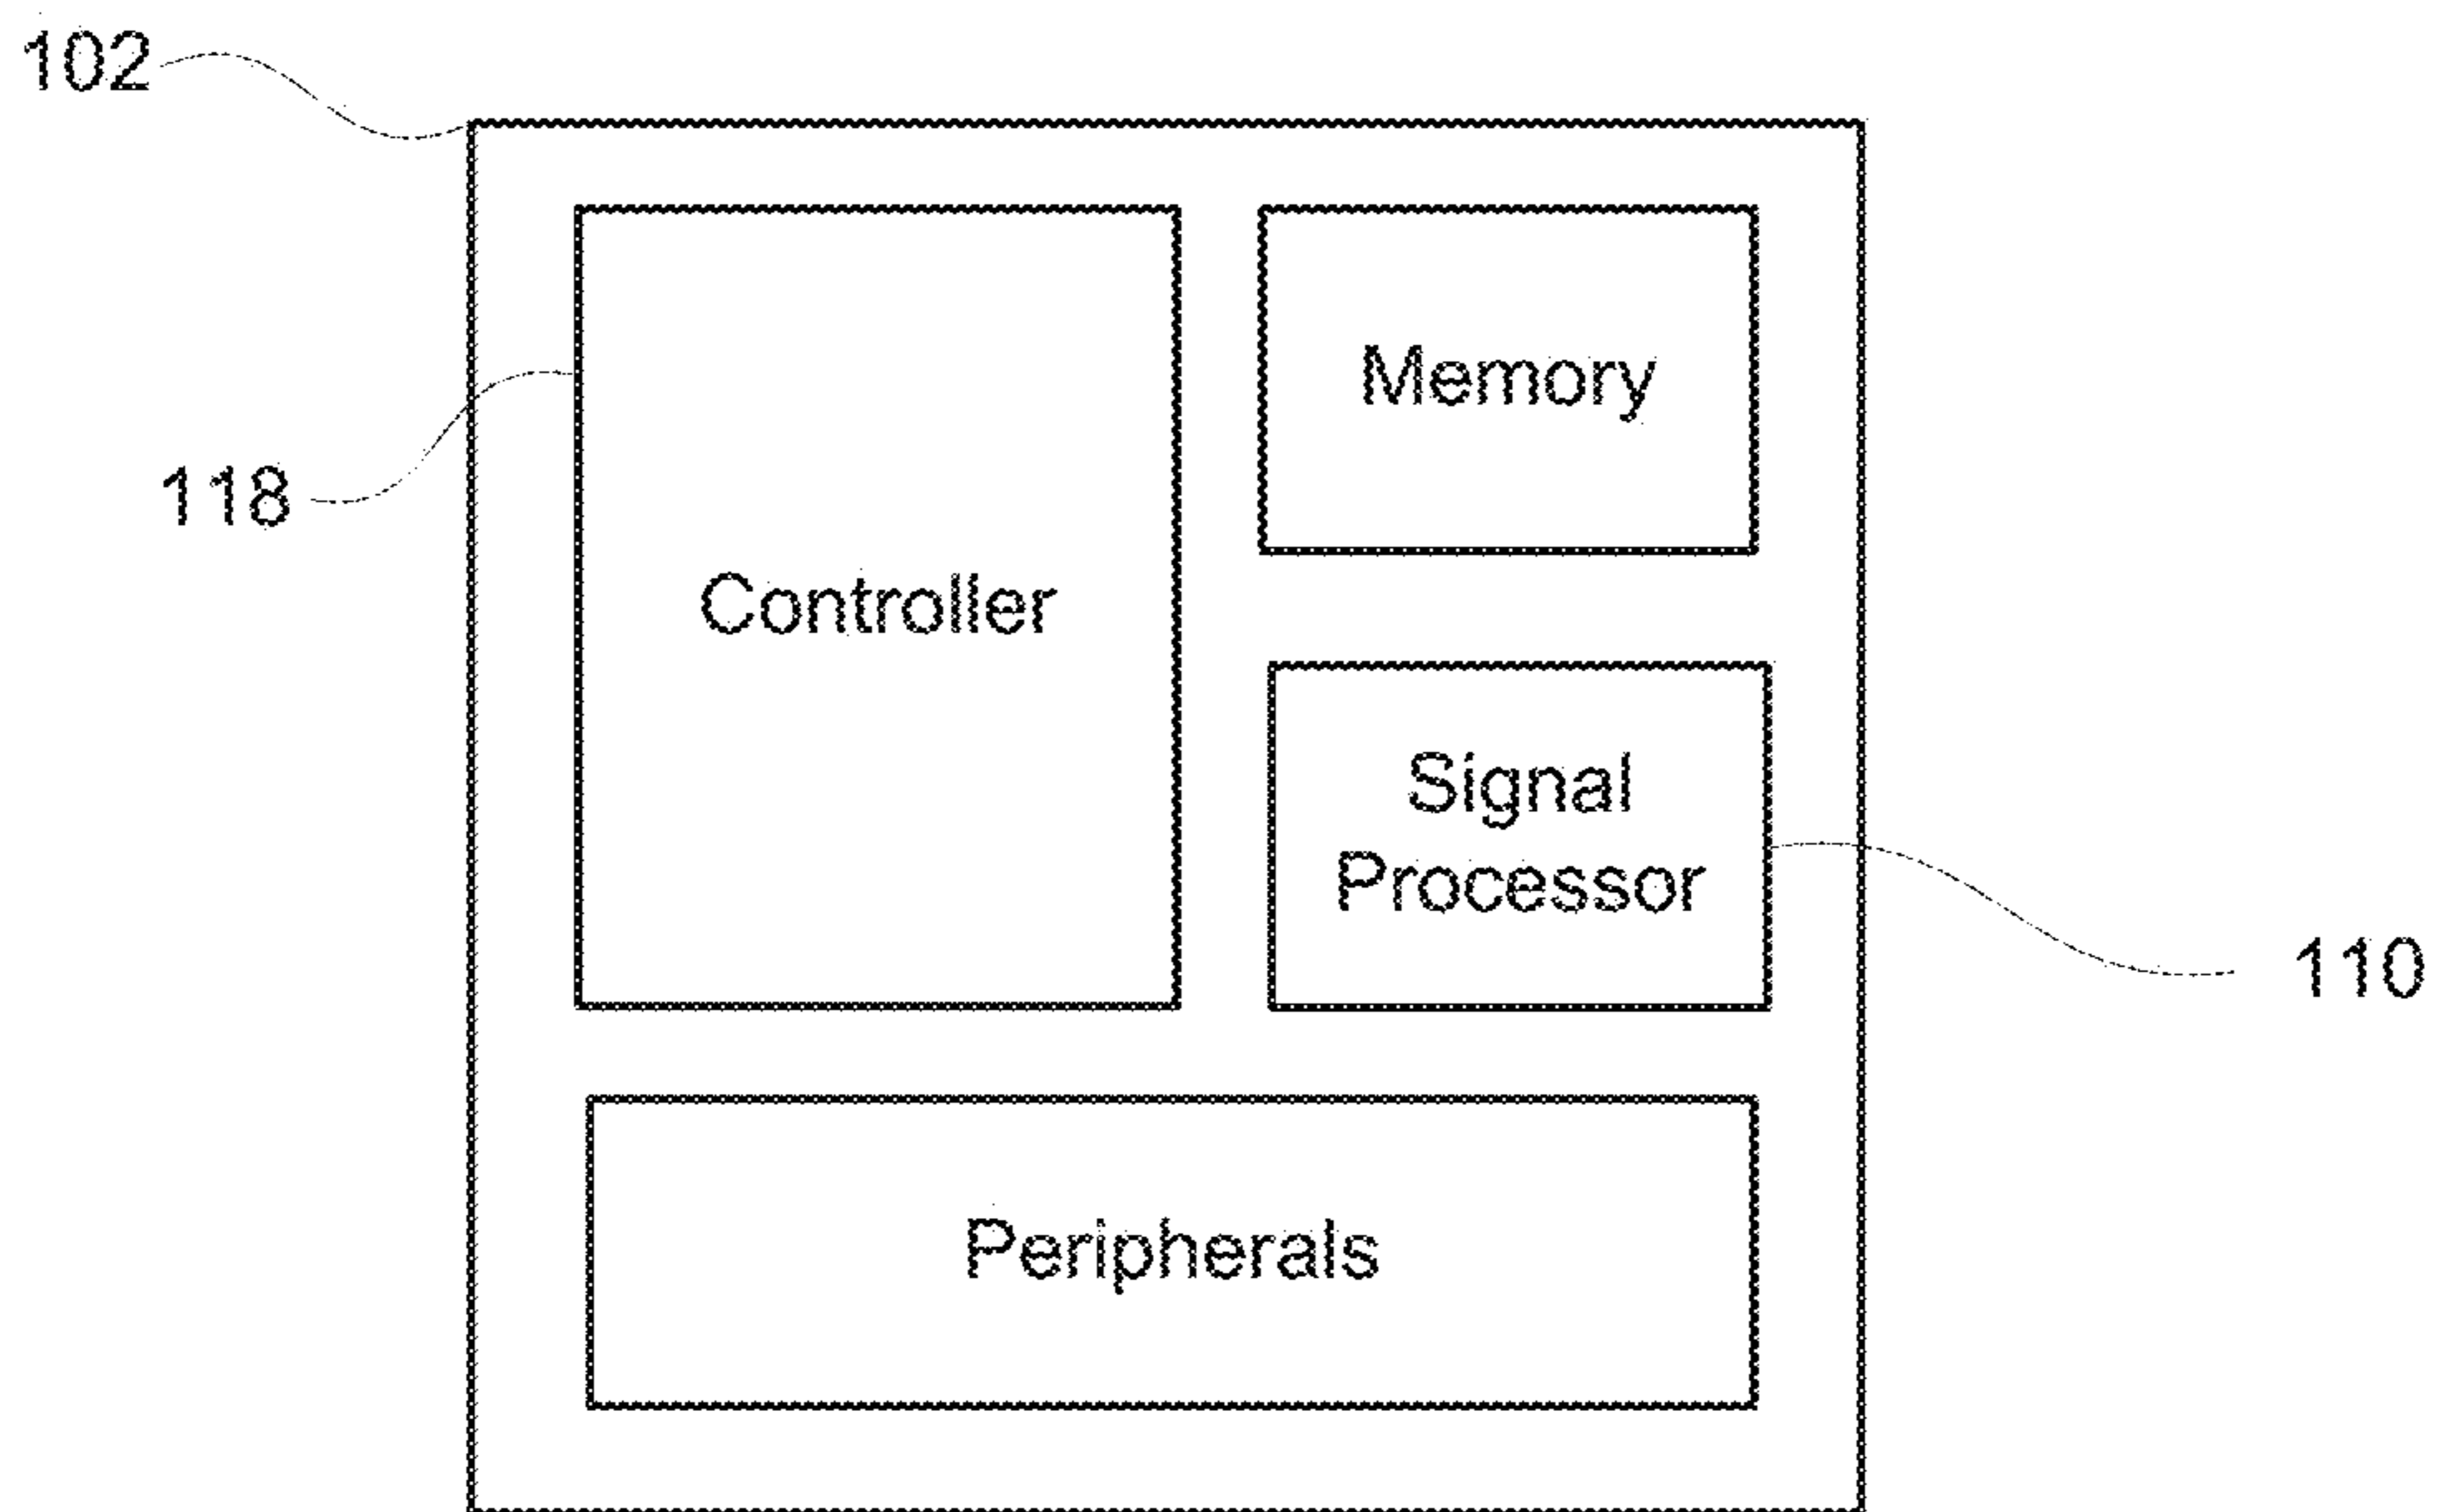 102
Memory
118
Controller
Signal
Processor
110
Peripherals